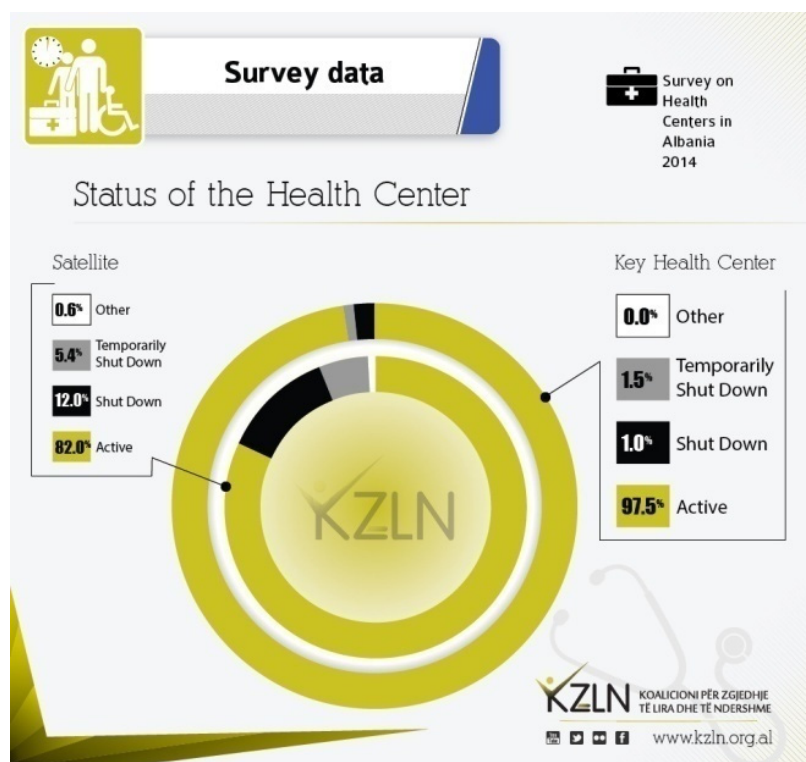 Survey data
Survey on
Health
Centers in
Albania
2014
Status of the Health Center
Satellite
0.6% Other
5.4% Temporarily
Shut Down
12.0% Shut Down
82.0% Active
Key Health Center
0.0% Other
1.5% Temporarily
Shut Down
1.0% Shut Down
97.5% Active
KZLN
KZLN KOALICIONI PËR ZGJEDHJE
TË LIRA DHE TË NDERSHME
www.kzln.org.al